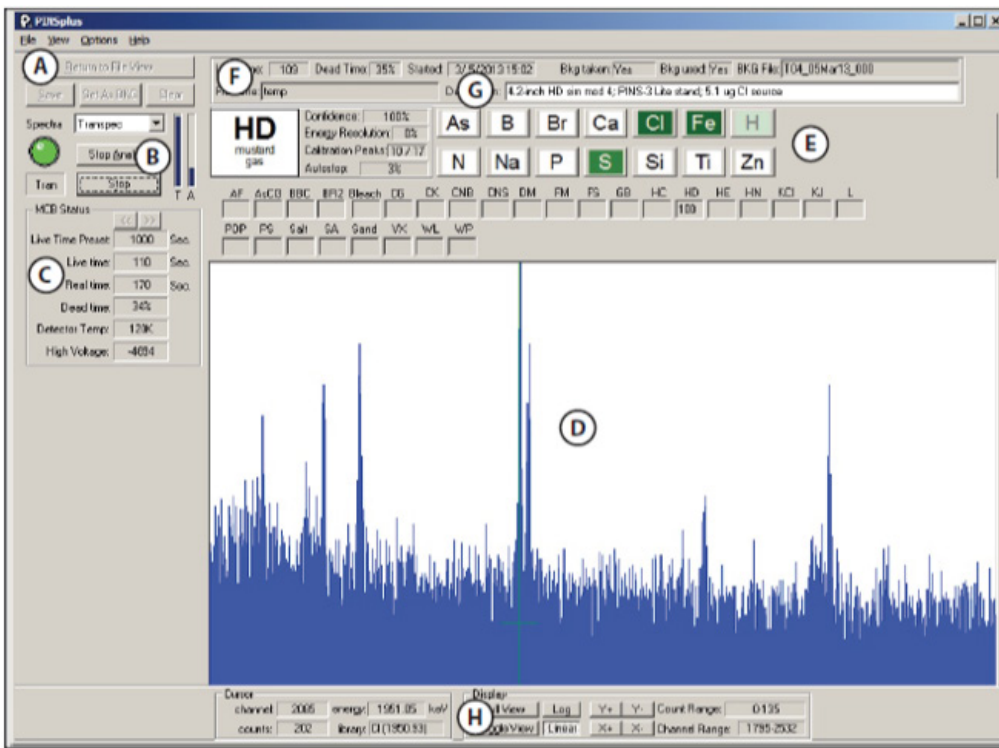 PINSplus
File View Options Help
A Return to File View
Save Set As BKG Clear
Spectra Transpec
Stop B
Tran Stop
T A
MCB Status
<< >>
Live Time Preset: 1000 Sec.
Live time: 110 Sec.
C Real time: 170 Sec.
Dead time: 34%
Detector Temp: 120K
High Voltage: -4694
F 109 Dead Time: 35% Started: 3/5/2013 15:02 Bkg taken: Yes Bkg used: Yes BKG File: T04_05Mar13_000
temp G 4.2-inch HD sim mod 4; PINS-3 Lite stand; 5.1 ug Cf source
HD
mustard
gas
Confidence: 100%
Energy Resolution: 0%
Calibration Peaks: 10 / 17
Autostop: 3%
As B Br Ca Cl Fe H
E
N Na P S Si Ti Zn
AF AsCB BBC BFI2 Bleach CG CK CNB CNS DM FM FS GB HC HD HE HN KCl KJ L
100
PDP PS Salt SA Sand VX WL WP
D
Cursor
channel: 2005 energy: 1951.05 keV
counts: 202 library: Cl (1950.93)
Display
H Full View Log Y+ Y- Count Range: 0-135
Toggle View Linear X+ X- Channel Range: 1795-2532